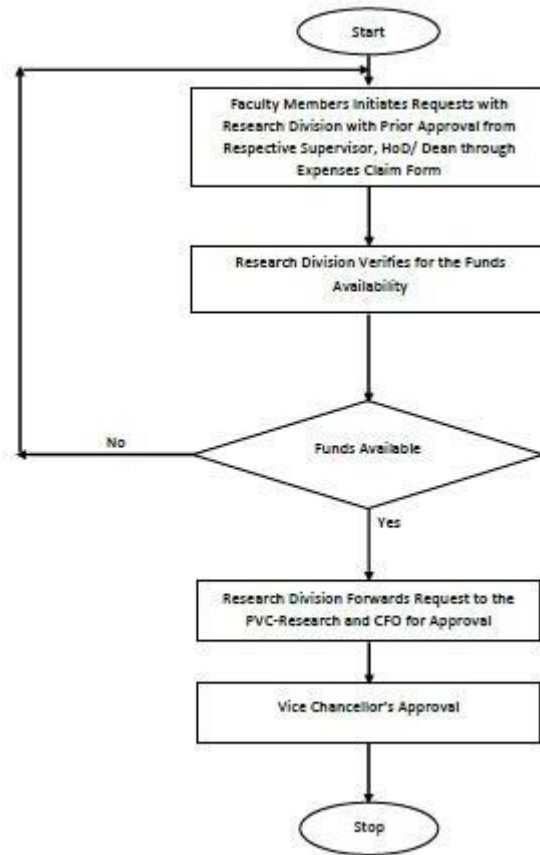 Start
Faculty Members Initiates Requests with
Research Division with Prior Approval from
Respective Supervisor, HoD/ Dean through
Expenses Claim Form
Research Division Verifies for the Funds
Availability
Funds Available
No
Yes
Research Division Forwards Request to the
PVC-Research and CFO for Approval
Vice Chancellor's Approval
Stop